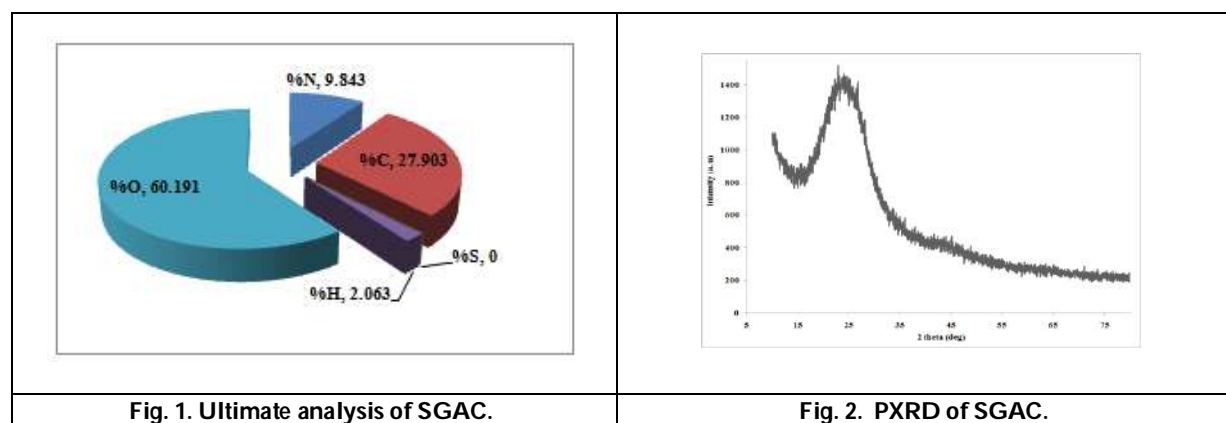 %N, 9.843
%C, 27.903
%O, 60.191
%S, 0
%H, 2.063
Fig. 1. Ultimate analysis of SGAC.
1400
1200
1000
800
600
400
200
0
Intensity (a.u)
5 15 25 35 45 55 65 75
2 theta (deg)
Fig. 2. PXRD of SGAC.